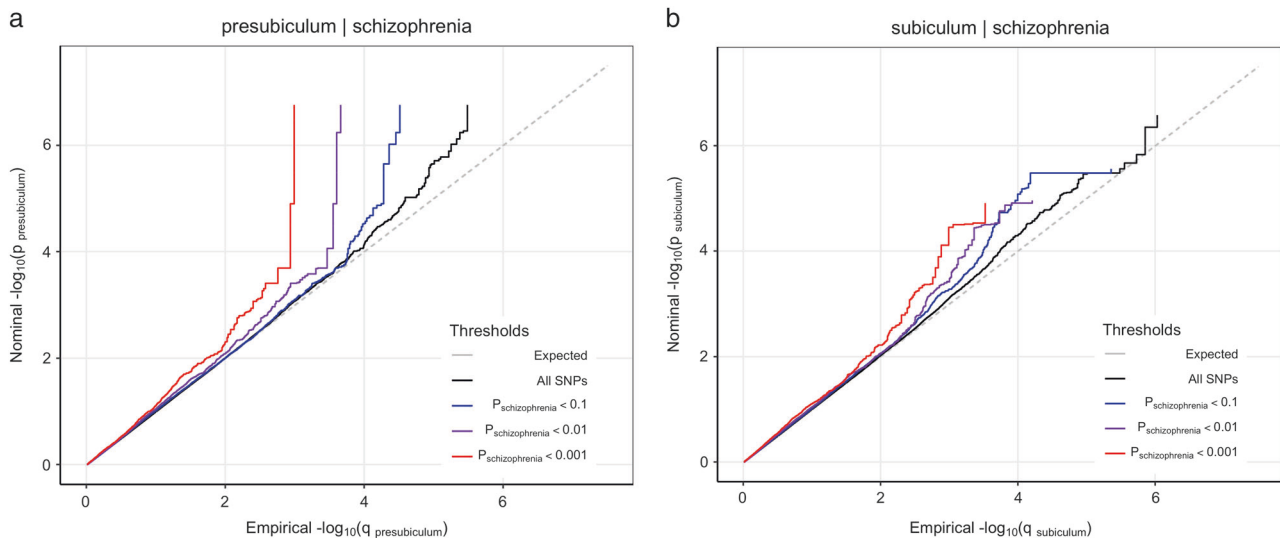 a
presubiculum | schizophrenia
Nominal -log10(p presubiculum)
6
4
2
0
0 2 4 6
Empirical -log10(q presubiculum)
Thresholds
Expected
All SNPs
Pschizophrenia < 0.1
Pschizophrenia < 0.01
Pschizophrenia < 0.001
b
subiculum | schizophrenia
Nominal -log10(p subiculum)
6
4
2
0
0 2 4 6
Empirical -log10(q subiculum)
Thresholds
Expected
All SNPs
Pschizophrenia < 0.1
Pschizophrenia < 0.01
Pschizophrenia < 0.001